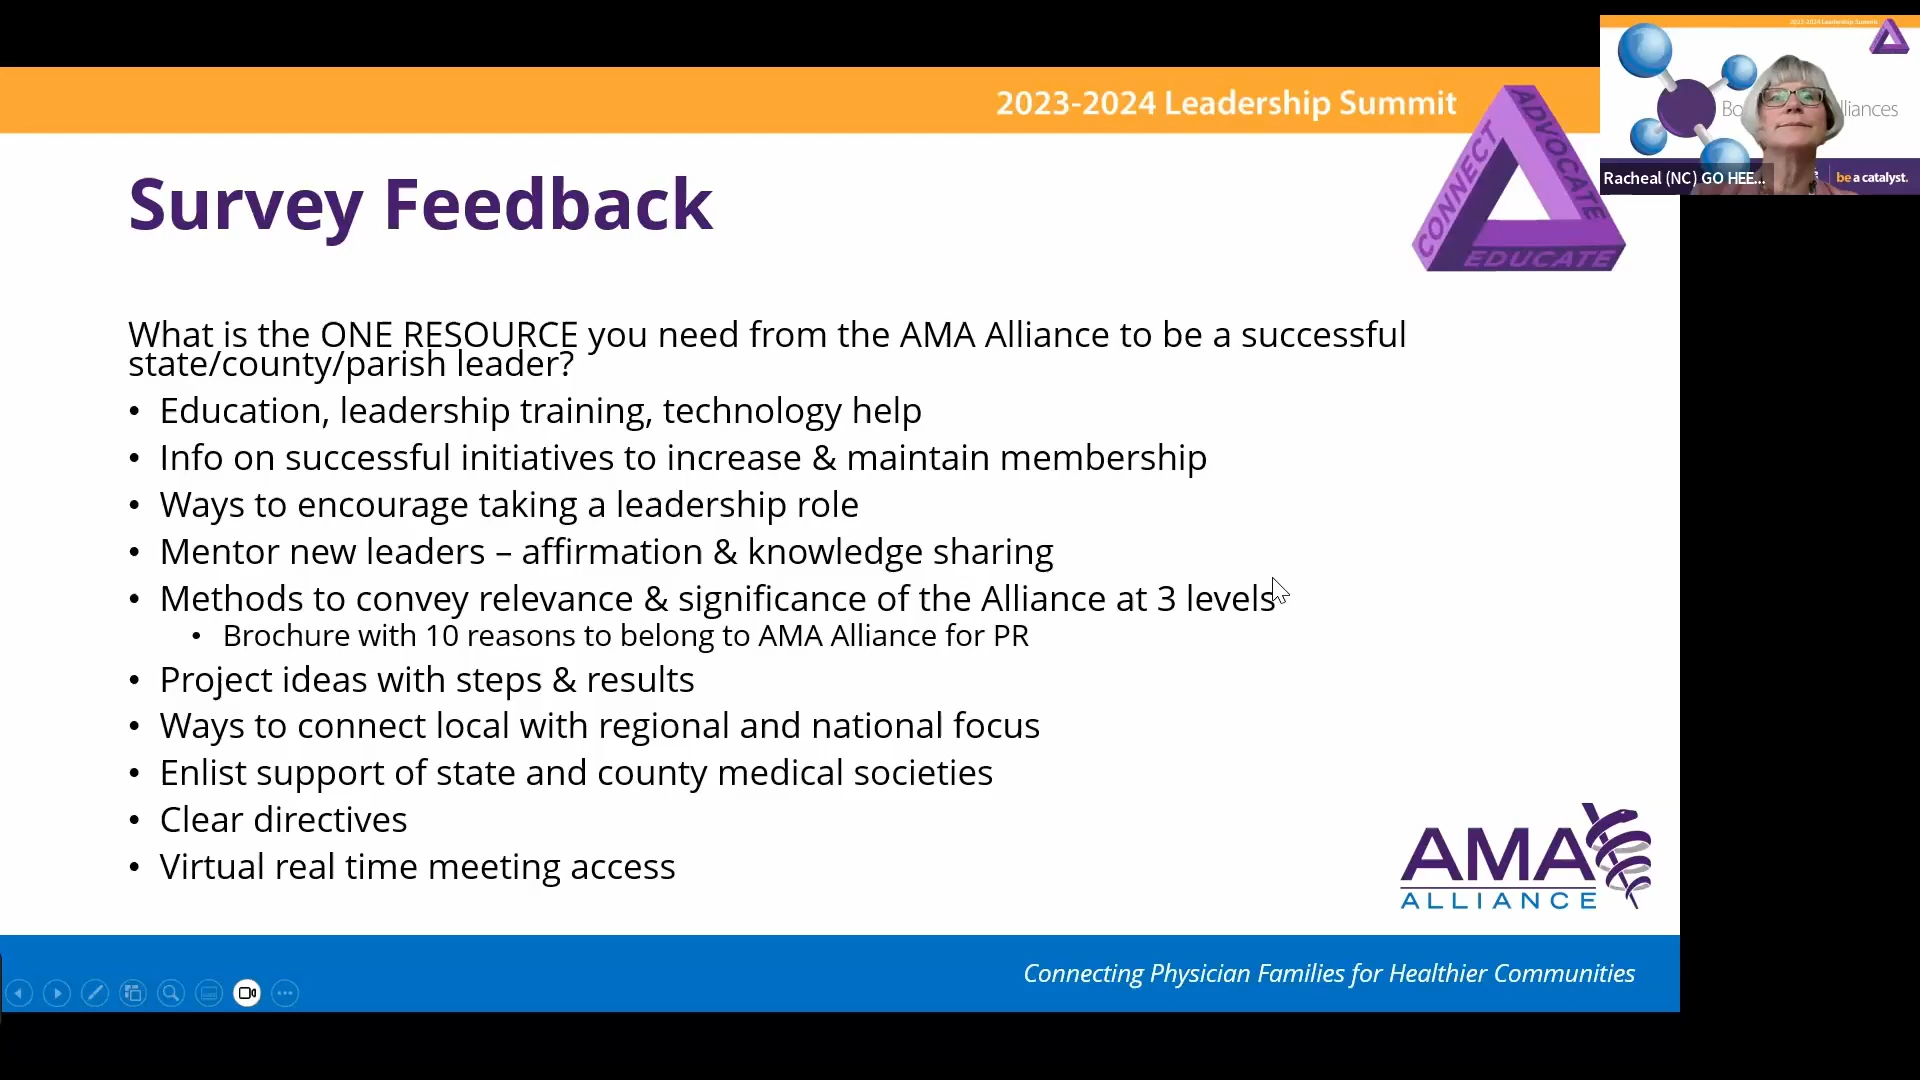 2023-2024 Leadership Summit
CONNECT
ADVOCATE
EDUCATE
2023-2024 Leadership Summit
Bo
lliances
Racheal (NC) GO HEE...
be a catalyst.
Survey Feedback
What is the ONE RESOURCE you need from the AMA Alliance to be a successful
state/county/parish leader?
• Education, leadership training, technology help
• Info on successful initiatives to increase & maintain membership
• Ways to encourage taking a leadership role
• Mentor new leaders – affirmation & knowledge sharing
• Methods to convey relevance & significance of the Alliance at 3 levels
• Brochure with 10 reasons to belong to AMA Alliance for PR
• Project ideas with steps & results
• Ways to connect local with regional and national focus
• Enlist support of state and county medical societies
• Clear directives
• Virtual real time meeting access
AMA
ALLIANCE
Connecting Physician Families for Healthier Communities